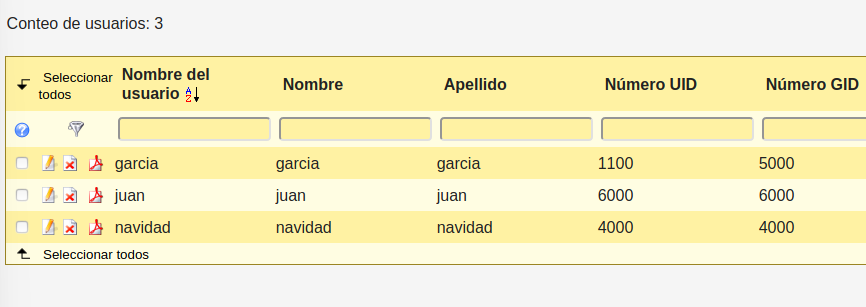 Conteo de usuarios: 3
Seleccionar todos Nombre del usuario Nombre Apellido Número UID Número GID
garcia garcia garcia 1100 5000
juan juan juan 6000 6000
navidad navidad navidad 4000 4000
Seleccionar todos